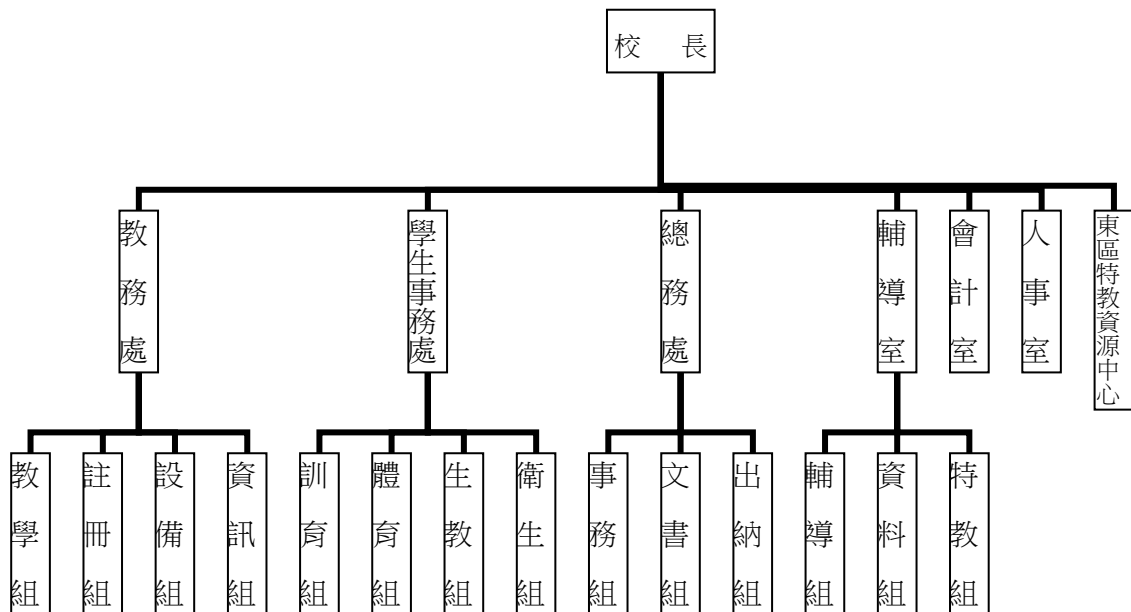 校　長
教務處
學生事務處
總務處
輔導室
會計室
人事室
東區特教資源中心
教學組
註冊組
設備組
資訊組
訓育組
體育組
生教組
衛生組
事務組
文書組
出納組
輔導組
資料組
特教組